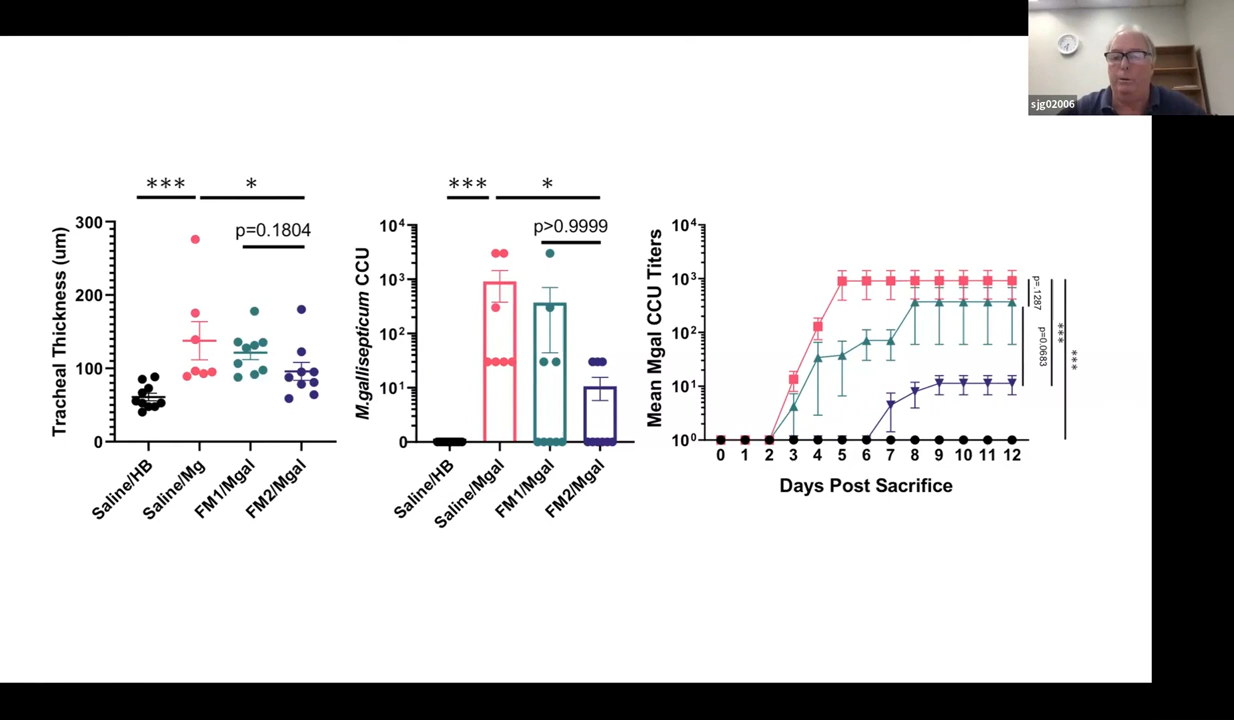 sjg02006
*** *
p=0.1804
Tracheal Thickness (um)
300
200
100
0
Saline/HB
Saline/Mg
FM1/Mgal
FM2/Mgal
*** *
p>0.9999
M.gallisepticum CCU
10⁴
10³
10²
10¹
0
Saline/HB
Saline/Mgal
FM1/Mgal
FM2/Mgal
Mean Mgal CCU Titers
10⁴
10³
10²
10¹
10⁰
0 1 2 3 4 5 6 7 8 9 10 11 12
Days Post Sacrifice
p=.1287
p=0.0683
***
***